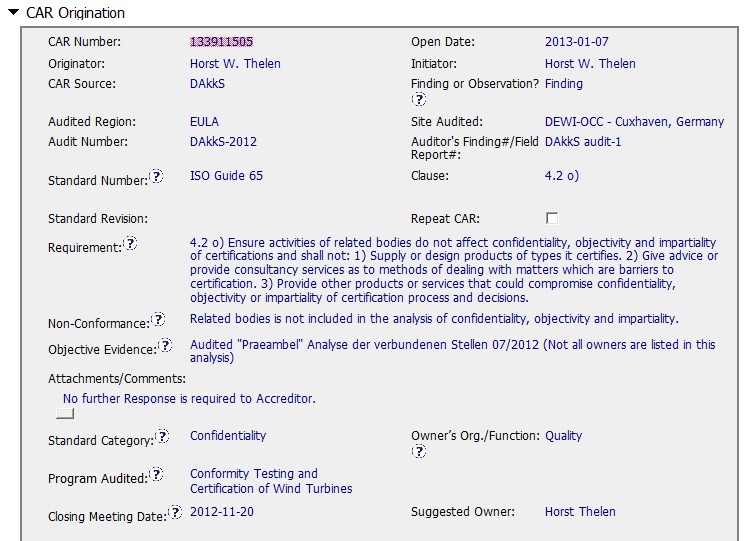 CAR Origination
CAR Number: 133911505 Open Date: 2013-01-07
Originator: Horst W. Thelen Initiator: Horst W. Thelen
CAR Source: DAkkS Finding or Observation? Finding
?
Audited Region: EULA Site Audited: DEWI-OCC - Cuxhaven, Germany
Audit Number: DAkkS-2012 Auditor's Finding#/Field DAkkS audit-1
Report#:
Standard Number: ? ISO Guide 65 Clause: 4.2 o)
Standard Revision: Repeat CAR:
Requirement: ? 4.2 o) Ensure activities of related bodies do not affect confidentiality, objectivity and impartiality
of certifications and shall not: 1) Supply or design products of types it certifies. 2) Give advice or
provide consultancy services as to methods of dealing with matters which are barriers to
certification. 3) Provide other products or services that could compromise confidentiality,
objectivity or impartiality of certification process and decisions.
Non-Conformance: ? Related bodies is not included in the analysis of confidentiality, objectivity and impartiality.
Objective Evidence: ? Audited "Praeambel" Analyse der verbundenen Stellen 07/2012 (Not all owners are listed in this
analysis)
Attachments/Comments:
No further Response is required to Accreditor.
Standard Category: ? Confidentiality Owner's Org./Function: Quality
?
Program Audited: ? Conformity Testing and
Certification of Wind Turbines
Closing Meeting Date: ? 2012-11-20 Suggested Owner: Horst Thelen